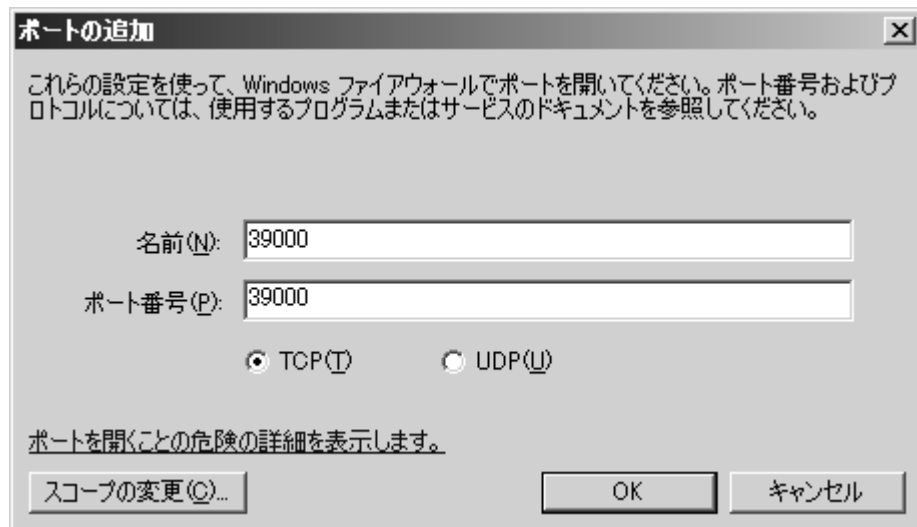 ポートの追加
これらの設定を使って、Windows ファイアウォールでポートを開いてください。ポート番号およびプ
ロトコルについては、使用するプログラムまたはサービスのドキュメントを参照してください。
名前(N): 39000
ポート番号(P): 39000
TCP(T) UDP(U)
ポートを開くことの危険の詳細を表示します。
スコープの変更(C)... OK キャンセル